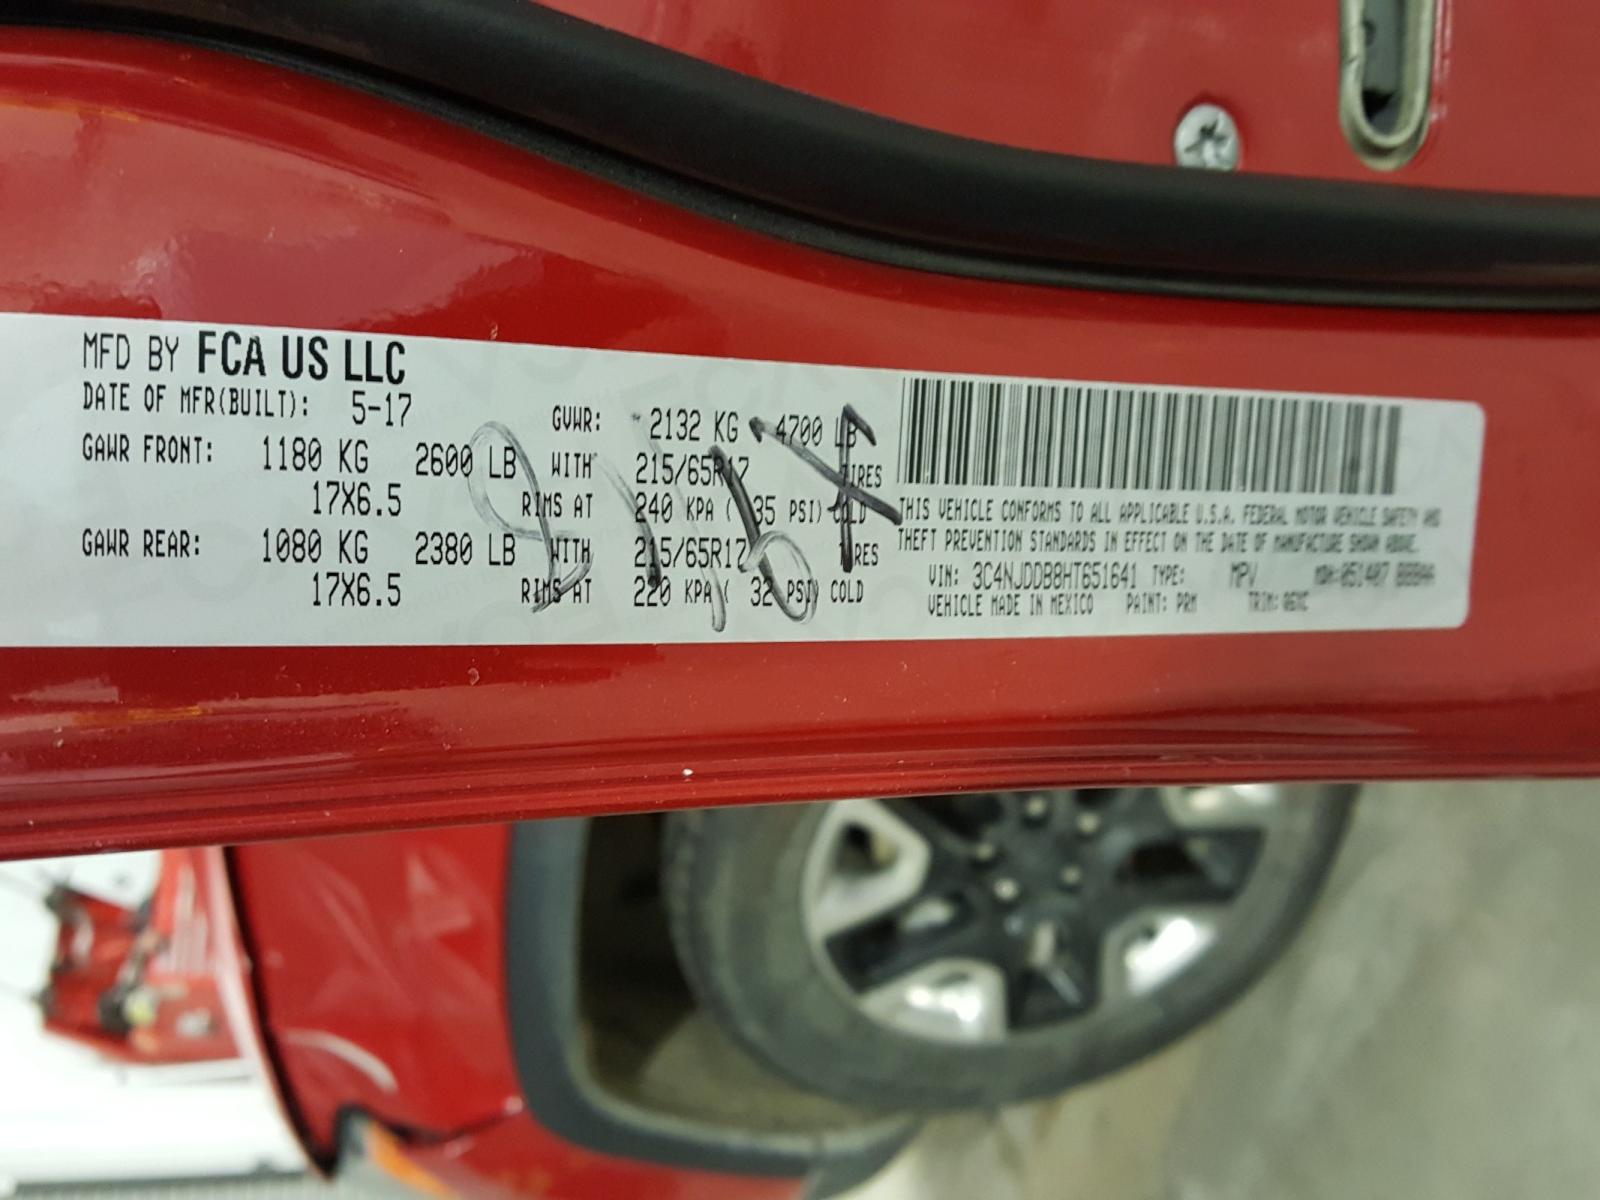 MFD BY FCA US LLC
DATE OF MFR(BUILT): 5-17
GVWR: 2132 KG 4700 LB
GAWR FRONT: 1180 KG 2600 LB WITH 215/65R17 TIRES
17X6.5 RIMS AT 240 KPA ( 35 PSI) COLD
GAWR REAR: 1080 KG 2380 LB WITH 215/65R17 TIRES
17X6.5 RIMS AT 220 KPA ( 32 PSI) COLD
THIS VEHICLE CONFORMS TO ALL APPLICABLE U.S.A. FEDERAL MOTOR VEHICLE SAFETY AND
THEFT PREVENTION STANDARDS IN EFFECT ON THE DATE OF MANUFACTURE SHOWN ABOVE.
VIN: 3C4NJDDB8HT651641 TYPE: MPV MDH: 051407
VEHICLE MADE IN MEXICO PAINT: PRM TRIM: